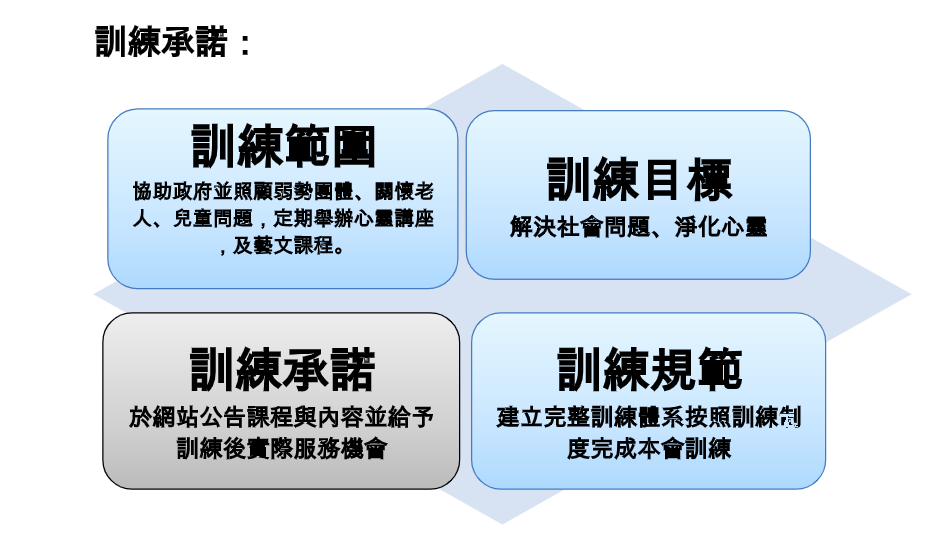 訓練承諾：
訓練範圍
協助政府並照顧弱勢團體、關懷老
人、兒童問題，定期舉辦心靈講座
，及藝文課程。
訓練目標
解決社會問題、淨化心靈
訓練承諾
於網站公告課程與內容並給予
訓練後實際服務機會
訓練規範
建立完整訓練體系按照訓練制
度完成本會訓練